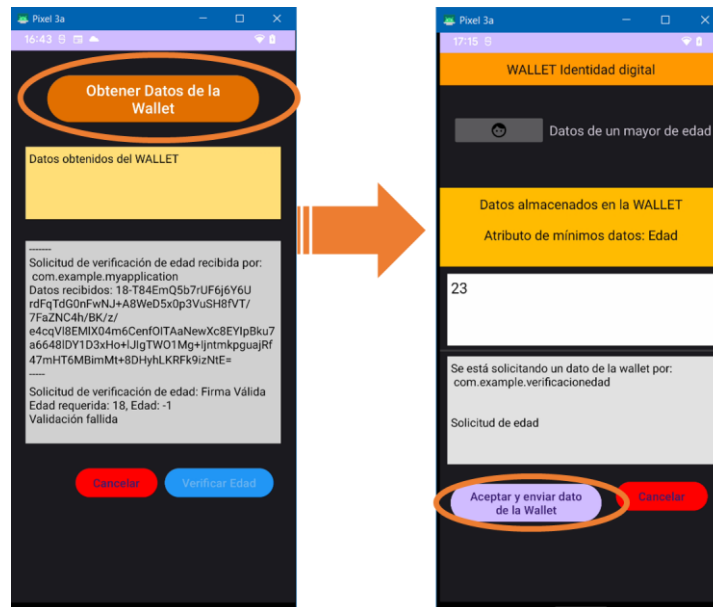 Pixel 3a
16:43
Obtener Datos de la
Wallet
Datos obtenidos del WALLET
-------
Solicitud de verificación de edad recibida por:
com.example.myapplication
Datos recibidos: 18-T84EmQ5b7rUF6j6Y6U
rdFqTdG0nFwNJ+A8WeD5x0p3VuSH8fVT/
7FaZNC4h/BK/z/
e4cqVl8EMlX04m6CenfOITAaNewXc8EYIpBku7
a6648lDY1D3xHo+lJIgTWO1Mg+ljntmkpguajRf
47mHT6MBimMt+8DHyhLKRFk9izNtE=
-----
Solicitud de verificación de edad: Firma Válida
Edad requerida: 18, Edad: -1
Validación fallida
Cancelar
Verificar Edad
Pixel 3a
17:15
WALLET Identidad digital
Datos de un mayor de edad
Datos almacenados en la WALLET
Atributo de mínimos datos: Edad
23
Se está solicitando un dato de la wallet por:
com.example.verificacionedad
Solicitud de edad
Aceptar y enviar dato
de la Wallet
Cancelar